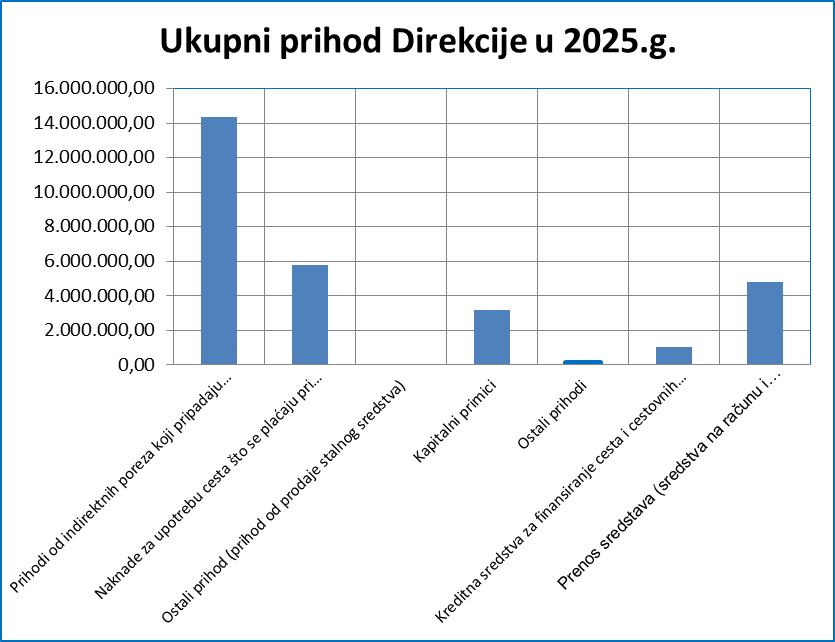 Ukupni prihod Direkcije u 2025.g.
16.000.000,00
14.000.000,00
12.000.000,00
10.000.000,00
8.000.000,00
6.000.000,00
4.000.000,00
2.000.000,00
0,00
Prihodi od indirektnih poreza koji pripadaju...
Naknade za upotrebu cesta što se plaćaju pri...
Ostali prihod (prihod od prodaje stalnog sredstva)
Kapitalni primici
Ostali prihodi
Kreditna sredstva za finansiranje cesta i cestovnih...
Prenos sredstava (sredstva na računu i...